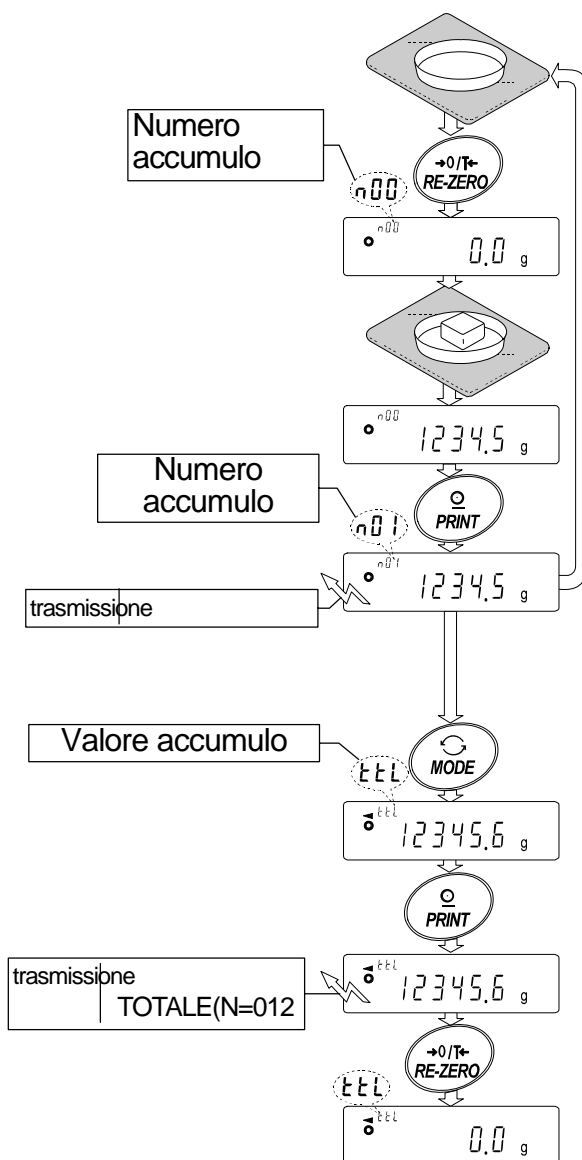 Numero
accumulo
→0/T←
RE-ZERO
n00
n00
0.0 g
n00
1234.5 g
Numero
accumulo
PRINT
n01
n01
1234.5 g
trasmissione
Valore accumulo
MODE
ttL
ttL
12345.6 g
PRINT
trasmissione
TOTALE(N=012
ttL
12345.6 g
→0/T←
RE-ZERO
ttL
ttL
0.0 g